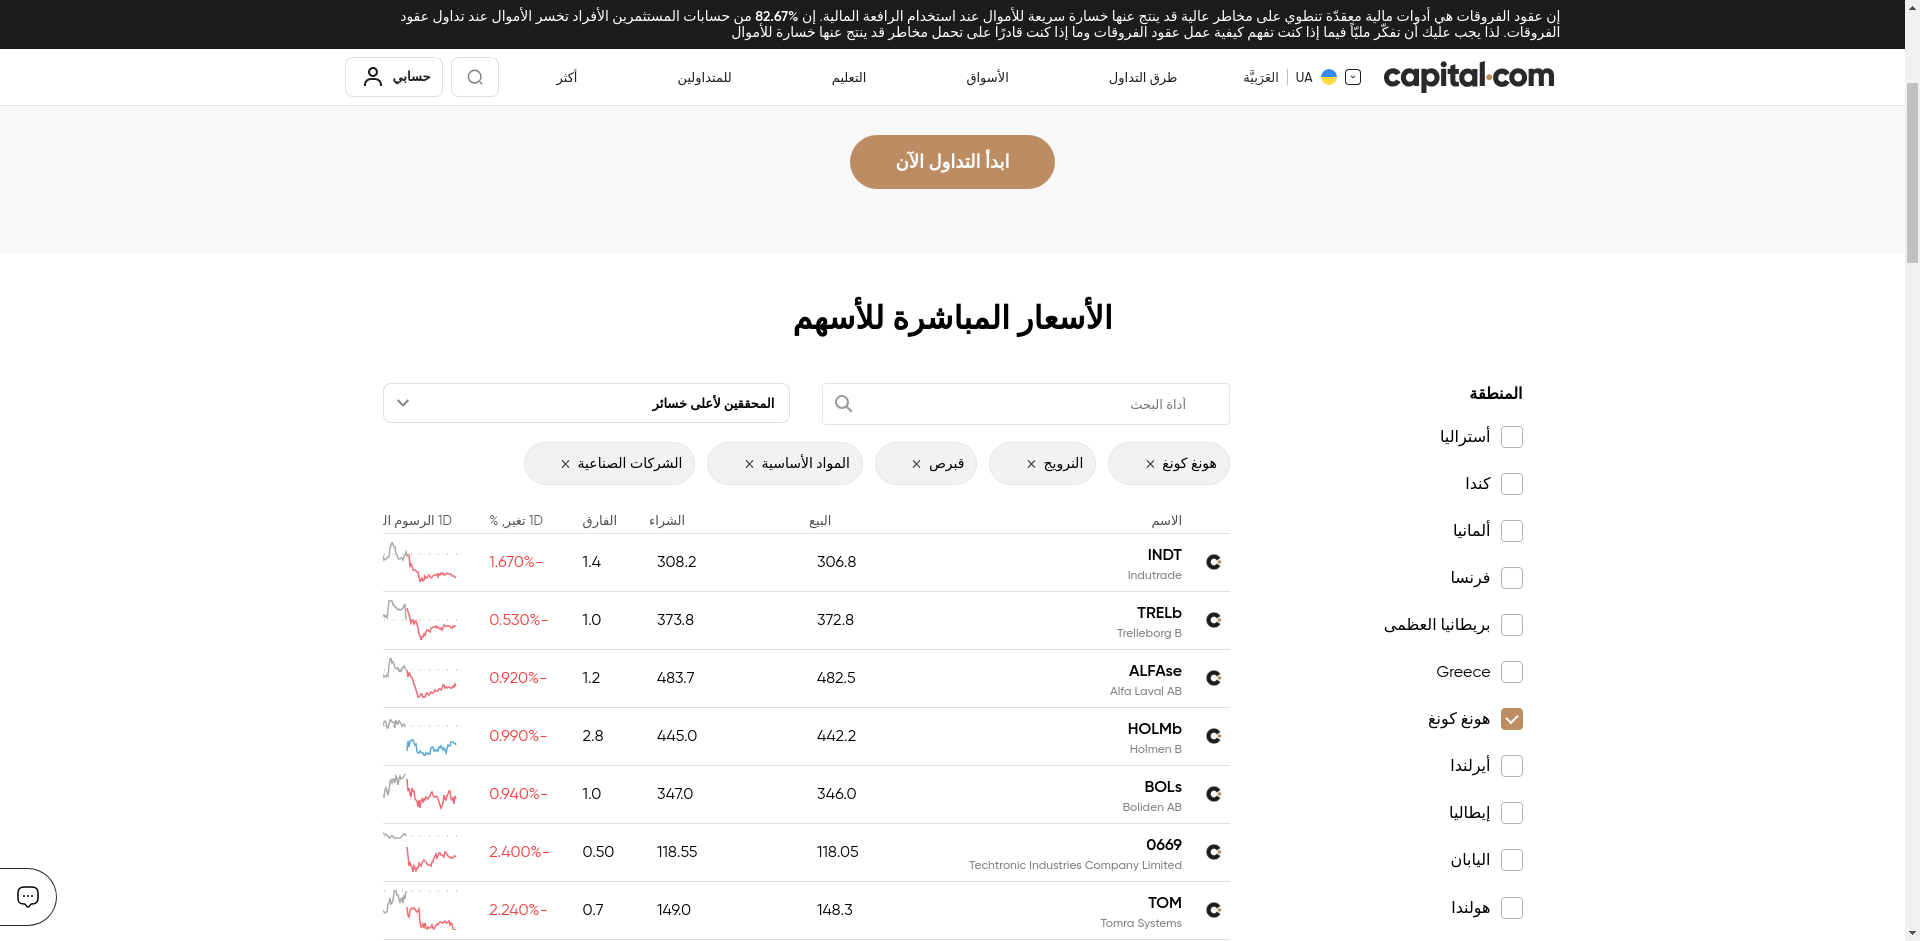 إن عقود الفروقات هي أدوات مالية معقدّة تنطوي على مخاطر عالية قد ينتج عنها خسارة سريعة للأموال عند استخدام الرافعة المالية. إن 82.67% من حسابات المستثمرين الأفراد تخسر الأموال عند تداول عقود
الفروقات. لذا يجب عليك أن تفكّر مليّاً فيما إذا كنت تفهم كيفية عمل عقود الفروقات وما إذا كنت قادرًا على تحمل مخاطر قد ينتج عنها خسارة للأموال
capital.com
UA | العَرَبِيَّة
طرق التداول
الأسواق
التعليم
للمتداولين
أكثر
حسابي
ابدأ التداول الآن
الأسعار المباشرة للأسهم
المنطقة
أستراليا
كندا
ألمانيا
فرنسا
بريطانيا العظمى
Greece
هونغ كونغ
أيرلندا
إيطاليا
اليابان
هولندا
أداة البحث
المحققين لأعلى خسائر
هونغ كونغ ×
النرويج ×
قبرص ×
المواد الأساسية ×
الشركات الصناعية ×
الاسم البيع الشراء الفارق 1D تغير, % 1D الرسوم ال
INDT 306.8 308.2 1.4 1.670%-
Indutrade
TRELb 372.8 373.8 1.0 0.530%-
Trelleborg B
ALFAse 482.5 483.7 1.2 0.920%-
Alfa Laval AB
HOLMb 442.2 445.0 2.8 0.990%-
Holmen B
BOLs 346.0 347.0 1.0 0.940%-
Boliden AB
0669 118.05 118.55 0.50 2.400%-
Techtronic Industries Company Limited
TOM 148.3 149.0 0.7 2.240%-
Tomra Systems